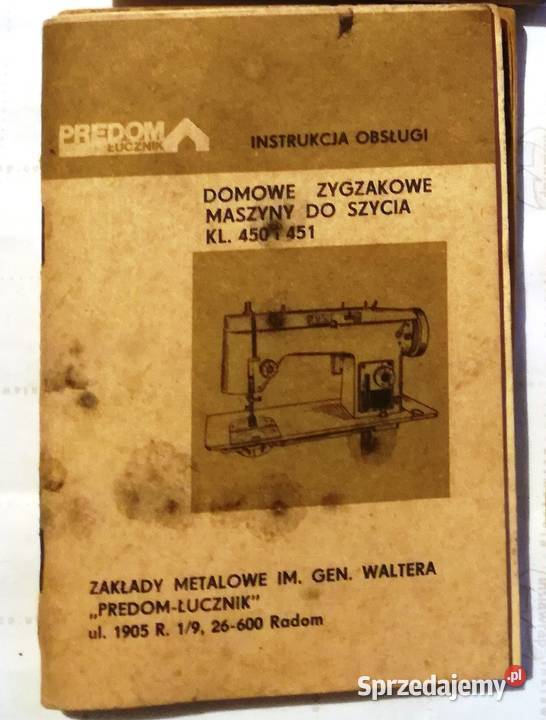 PREDOM
ŁUCZNIK
INSTRUKCJA OBSŁUGI
DOMOWE ZYGZAKOWE
MASZYNY DO SZYCIA
KL. 450 i 451
ZAKŁADY METALOWE IM. GEN. WALTERA
„PREDOM-ŁUCZNIK"
ul. 1905 R. 1/9, 26-600 Radom
Sprzedajemy.pl